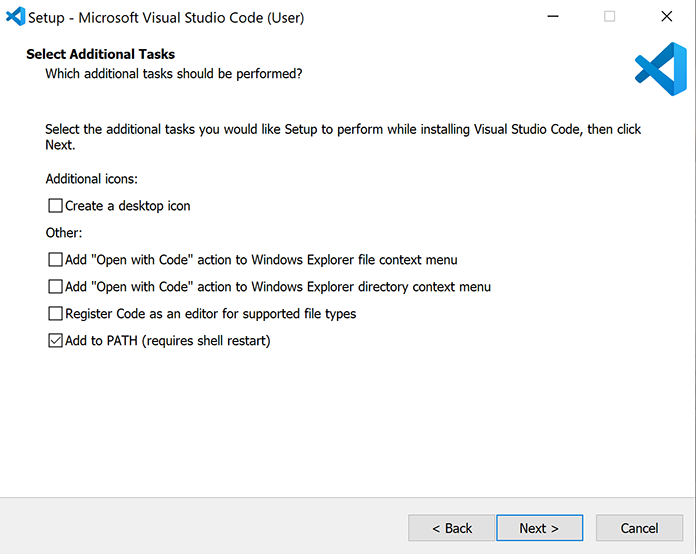 Setup - Microsoft Visual Studio Code (User)
Select Additional Tasks
Which additional tasks should be performed?
Select the additional tasks you would like Setup to perform while installing Visual Studio Code, then click
Next.
Additional icons:
Create a desktop icon
Other:
Add "Open with Code" action to Windows Explorer file context menu
Add "Open with Code" action to Windows Explorer directory context menu
Register Code as an editor for supported file types
Add to PATH (requires shell restart)
< Back Next > Cancel